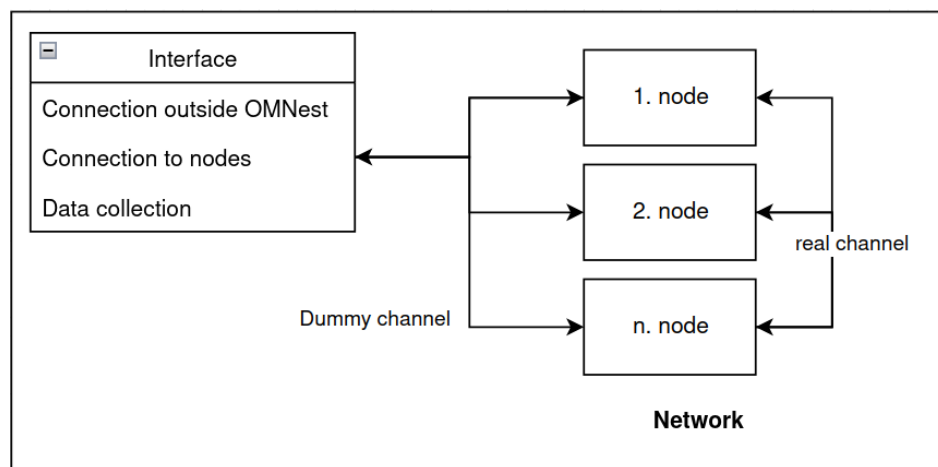 Interface
Connection outside OMNest
Connection to nodes
Data collection
1. node
2. node
real channel
Dummy channel
n. node
Network